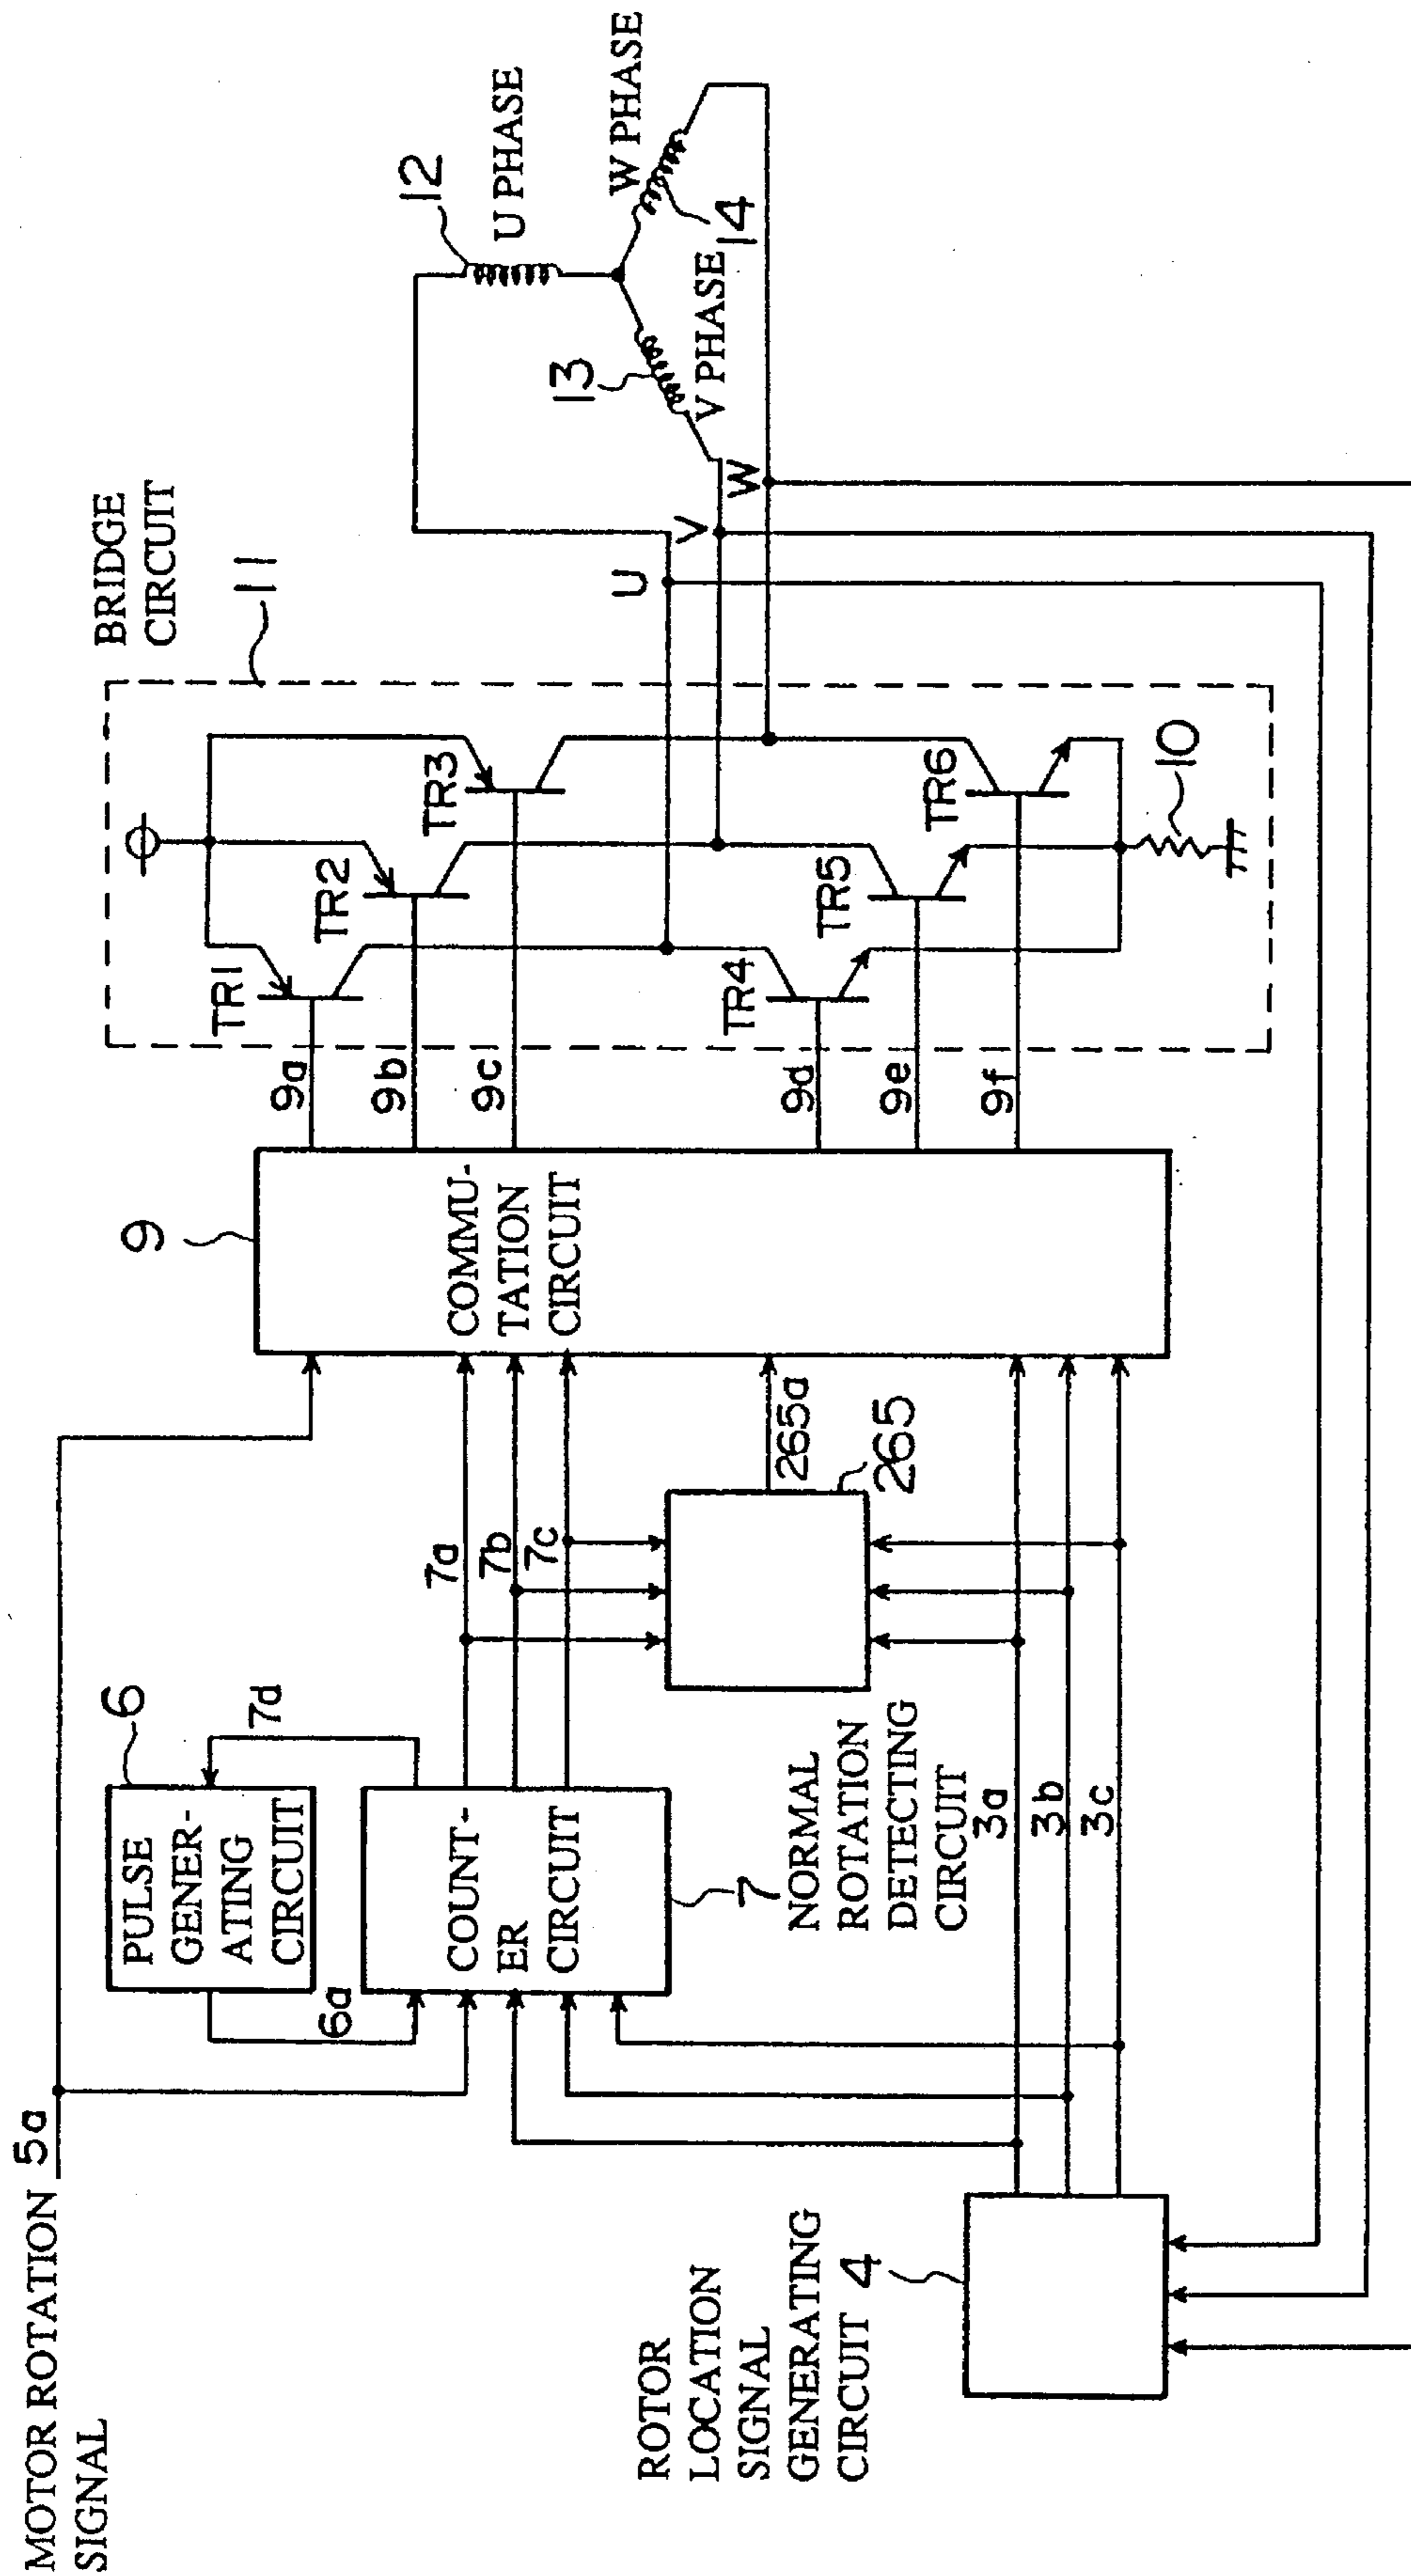 MOTOR ROTATION 5a
SIGNAL
6
PULSE
GENER-
ATING
CIRCUIT
7d
6a
COUNT-
ER
CIRCUIT
7
7a
7b
7c
NORMAL
ROTATION
DETECTING
CIRCUIT
265
265a
3a
3b
3c
ROTOR
LOCATION
SIGNAL
GENERATING
CIRCUIT 4
9
COMMU-
TATION
CIRCUIT
9a
9b
9c
9d
9e
9f
BRIDGE
CIRCUIT
11
TR1
TR2
TR3
TR4
TR5
TR6
10
U
V
W
12
U PHASE
13
V PHASE
W PHASE
14